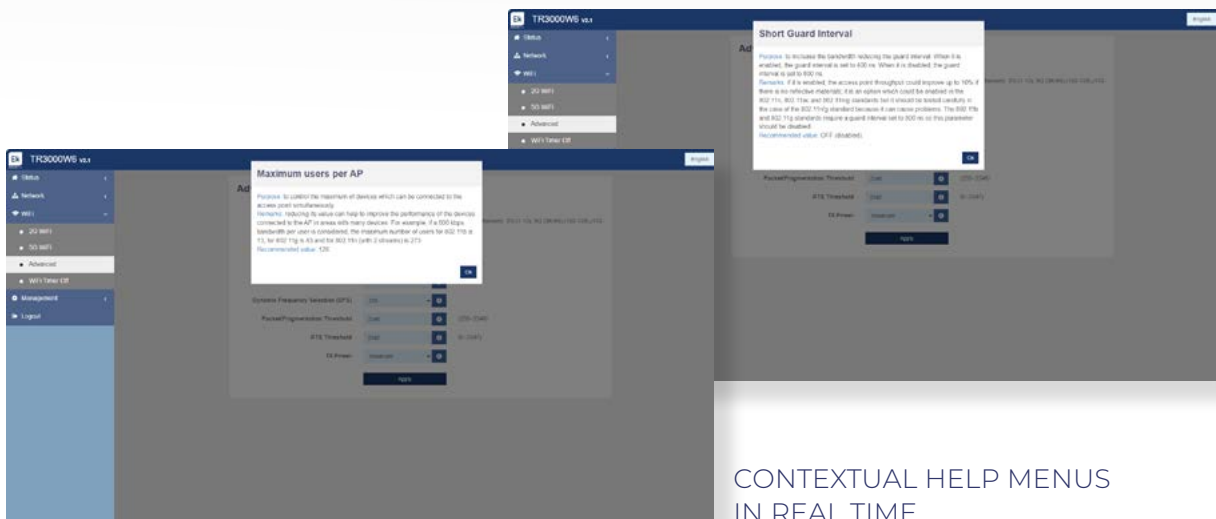 Ek TR3000W6 v3.1
English
Status
Network
WiFi
2G WiFi
5G WiFi
Advanced
WiFi Timer Off
Short Guard Interval
Purpose: to increase the bandwidth reducing the guard interval. When it is
enabled, the guard interval is set to 400 ns. When it is disabled, the guard
interval is set to 800 ns.
Remarks: if it is enabled, the access point throughput could improve up to 10% if
there is no reflective materials; it is an option which could be enabled in the
802.11n, 802.11ac and 802.11n/g standards but it should be tested carefully in
the case of the 802.11n/g standard because it can cause problems. The 802.11b
and 802.11g standards require a guard interval set to 800 ns so this parameter
should be disabled.
Recommended value: OFF (disabled).
Ok
Packet/Fragmentation Threshold
RTS Threshold
TX Power
Apply
Ek TR3000W6 v3.1
English
Status
Network
WiFi
2G WiFi
5G WiFi
Advanced
WiFi Timer Off
Management
Logout
Maximum users per AP
Purpose: to control the maximum of devices which can be connected to the
access point simultaneously.
Remarks: reducing its value can help to improve the performance of the devices
connected to the AP in areas with many devices. For example, if a 500 kbps
bandwidth per user is considered, the maximum number of users for 802.11b is
13, for 802.11g is 43 and for 802.11n (with 2 streams) is 273.
Recommended value: 128.
Ok
Dynamic Frequency Selection (DFS)
Packet/Fragmentation Threshold
RTS Threshold
TX Power
Apply
CONTEXTUAL HELP MENUS
IN REAL TIME